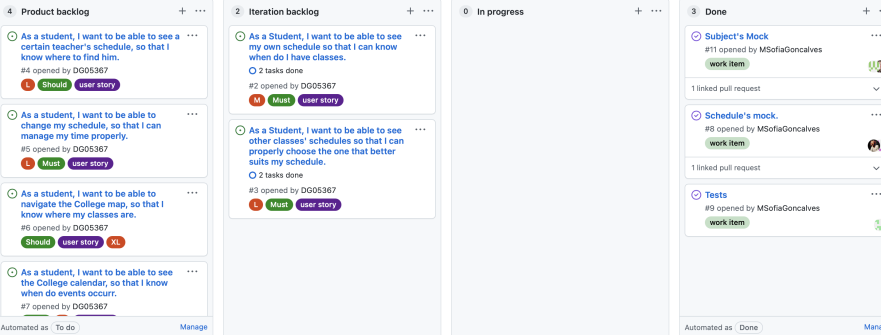 4 Product backlog
As a Student, I want to be able to see a
certain teacher's schedule, so that I
know where to find him.
#4 opened by DG05367
L Should user story
As a student, I want to be able to
change my schedule, so that I can
manage my time properly.
#5 opened by DG05367
L Must user story
As a student, I want to be able to
navigate the College map, so that I
know where my classes are.
#6 opened by DG05367
Should user story XL
As a student, I want to be able to see
the College calendar, so that I know
when do events occurr.
#7 opened by DG05367
Automated as To do Manage
2 Iteration backlog
As a Student, I want to be able to see
my own schedule so that I can know
when do I have classes.
2 tasks done
#2 opened by DG05367
M Must user story
As a Student, I want to be able to see
other classes' schedules so that I can
properly choose the one that better
suits my schedule.
2 tasks done
#3 opened by DG05367
L Must user story
0 In progress
3 Done
Subject's Mock
#11 opened by MSofiaGoncalves
work item
1 linked pull request
Schedule's mock.
#8 opened by MSofiaGoncalves
work item
1 linked pull request
Tests
#9 opened by MSofiaGoncalves
work item
Automated as Done Mana